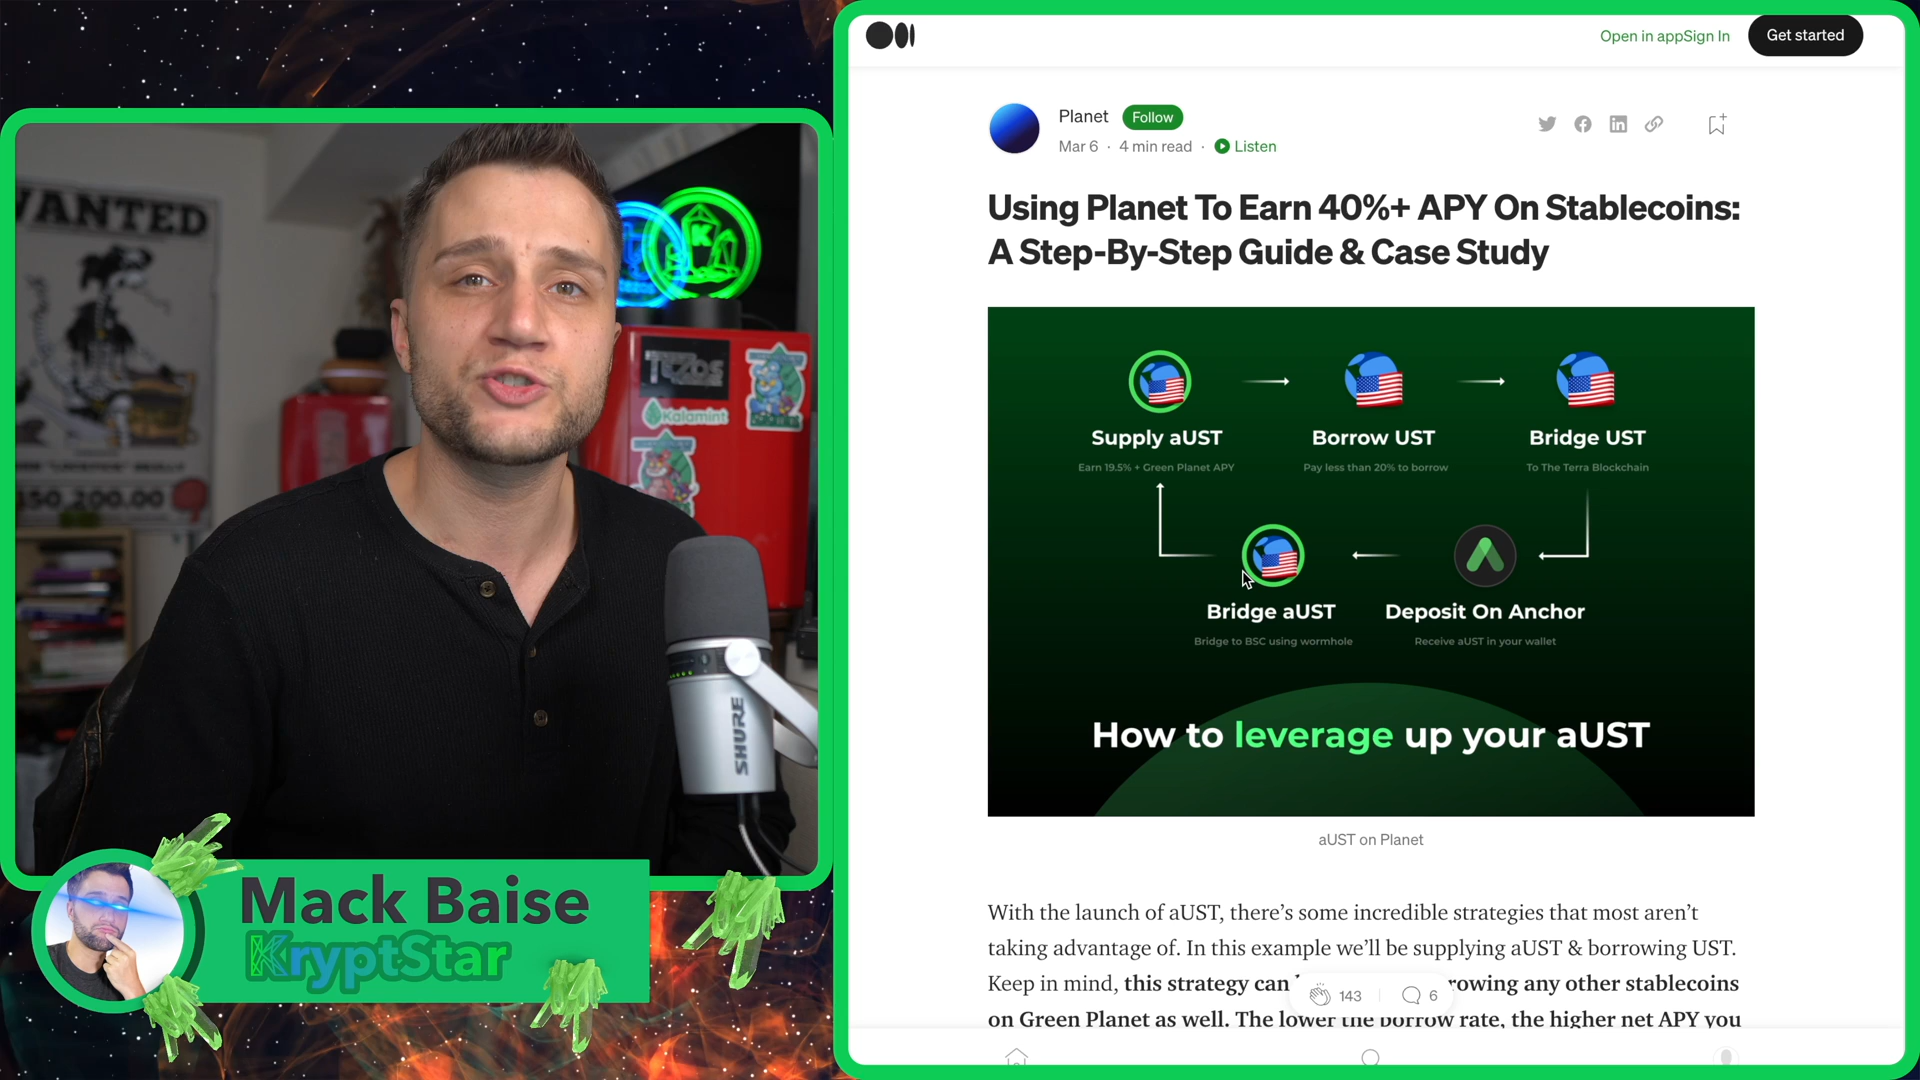 WANTED
50,200.00
TEZOS
Kalamint
K
SHURE
Mack Baise
KryptStar
Open in app
Sign In
Get started
Planet
Follow
Mar 6 · 4 min read · Listen
Using Planet To Earn 40%+ APY On Stablecoins:
A Step-By-Step Guide & Case Study
Supply aUST
Borrow UST
Bridge UST
Earn 19.5% + Green Planet APY
Pay less than 20% to borrow
To The Terra Blockchain
Bridge aUST
Deposit On Anchor
Bridge to BSC using wormhole
Receive aUST in your wallet
How to leverage up your aUST
aUST on Planet
With the launch of aUST, there's some incredible strategies that most aren't
taking advantage of. In this example we'll be supplying aUST & borrowing UST.
Keep in mind, this strategy can rowing any other stablecoins
143
6
on Green Planet as well. The lower the borrow rate, the higher net APY you